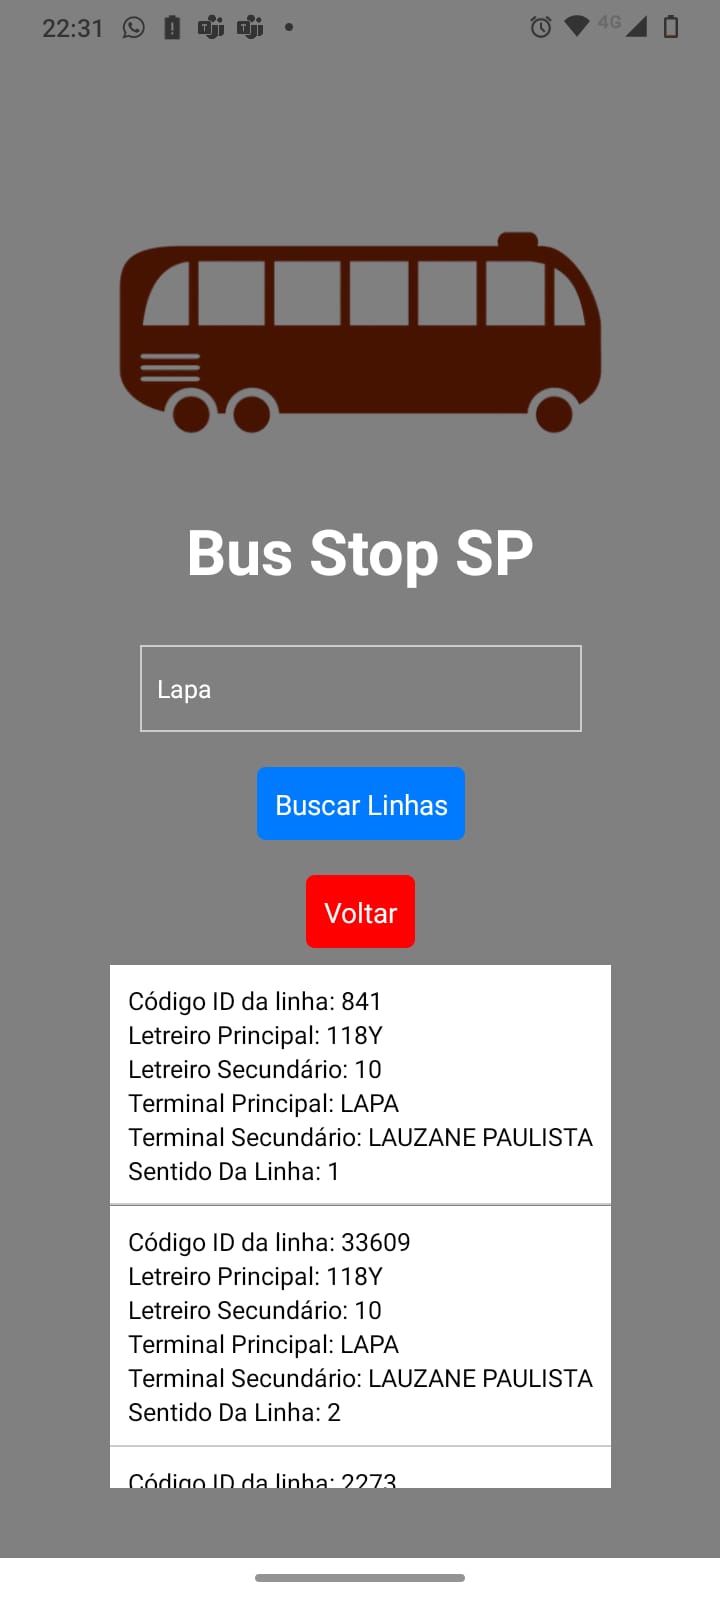 22:31
4G
Bus Stop SP
Lapa
Buscar Linhas
Voltar
Código ID da linha: 841
Letreiro Principal: 118Y
Letreiro Secundário: 10
Terminal Principal: LAPA
Terminal Secundário: LAUZANE PAULISTA
Sentido Da Linha: 1
Código ID da linha: 33609
Letreiro Principal: 118Y
Letreiro Secundário: 10
Terminal Principal: LAPA
Terminal Secundário: LAUZANE PAULISTA
Sentido Da Linha: 2
Código ID da linha: 2273